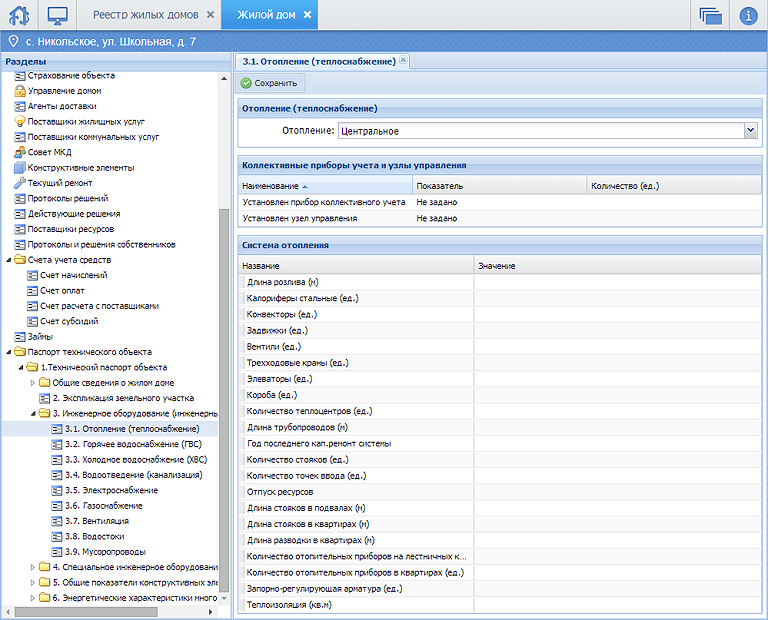 Реестр жилых домов
Жилой дом
с. Никольское, ул. Школьная, д. 7
Разделы
Страхование объекта
Управление домом
Агенты доставки
Поставщики жилищных услуг
Поставщики коммунальных услуг
Совет МКД
Конструктивные элементы
Текущий ремонт
Протоколы решений
Действующие решения
Поставщики ресурсов
Протоколы и решения собственников
Счета учета средств
Счет начислений
Счет оплат
Счет расчета с поставщиками
Счет субсидий
Займы
Паспорт технического объекта
1.Технический паспорт объекта
Общие сведения о жилом доме
2. Экспликация земельного участка
3. Инженерное оборудование (инженерны
3.1. Отопление (теплоснабжение)
3.2. Горячее водоснабжение (ГВС)
3.3. Холодное водоснабжение (ХВС)
3.4. Водоотведение (канализация)
3.5. Электроснабжение
3.6. Газоснабжение
3.7. Вентиляция
3.8. Водостоки
3.9. Мусоропроводы
4. Специальное инженерное оборудовани
5. Общие показатели конструктивных эле
6. Энергетические характеристики много
3.1. Отопление (теплоснабжение)
Сохранить
Отопление (теплоснабжение)
Отопление: Центральное
Коллективные приборы учета и узлы управления
Наименование Показатель Количество (ед.)
Установлен прибор коллективного учета Не задано
Установлен узел управления Не задано
Система отопления
Название Значение
Длина розлива (м)
Калориферы стальные (ед.)
Конвекторы (ед.)
Задвижки (ед.)
Вентили (ед.)
Трехходовые краны (ед.)
Элеваторы (ед.)
Короба (ед.)
Количество теплоцентров (ед.)
Длина трубопроводов (м)
Год последнего кап.ремонт системы
Количество стояков (ед.)
Количество точек ввода (ед.)
Отпуск ресурсов
Длина стояков в подвалах (м)
Длина стояков в квартирах (м)
Длина разводки в квартирах (м)
Количество отопительных приборов на лестничных к...
Количество отопительных приборов в квартирах (ед.)
Запорно-регулирующая арматура (ед.)
Теплоизоляция (кв.м)